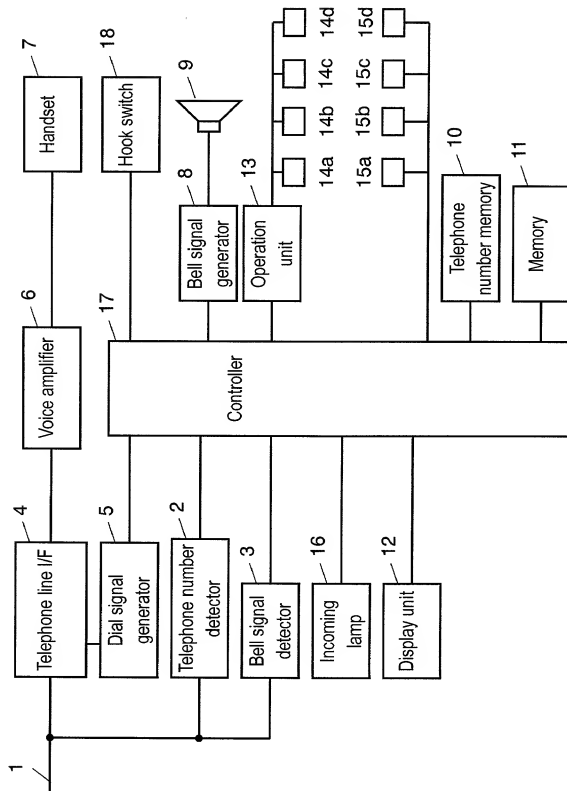 1
4
Telephone line I/F
6
Voice amplifier
7
Handset
5
Dial signal
generator
17
Controller
18
Hook switch
2
Telephone number
detector
8
Bell signal
generator
9
3
Bell signal
detector
13
Operation
unit
14a
14b
14c
14d
16
Incoming
lamp
15a
15b
15c
15d
12
Display unit
10
Telephone
number memory
11
Memory